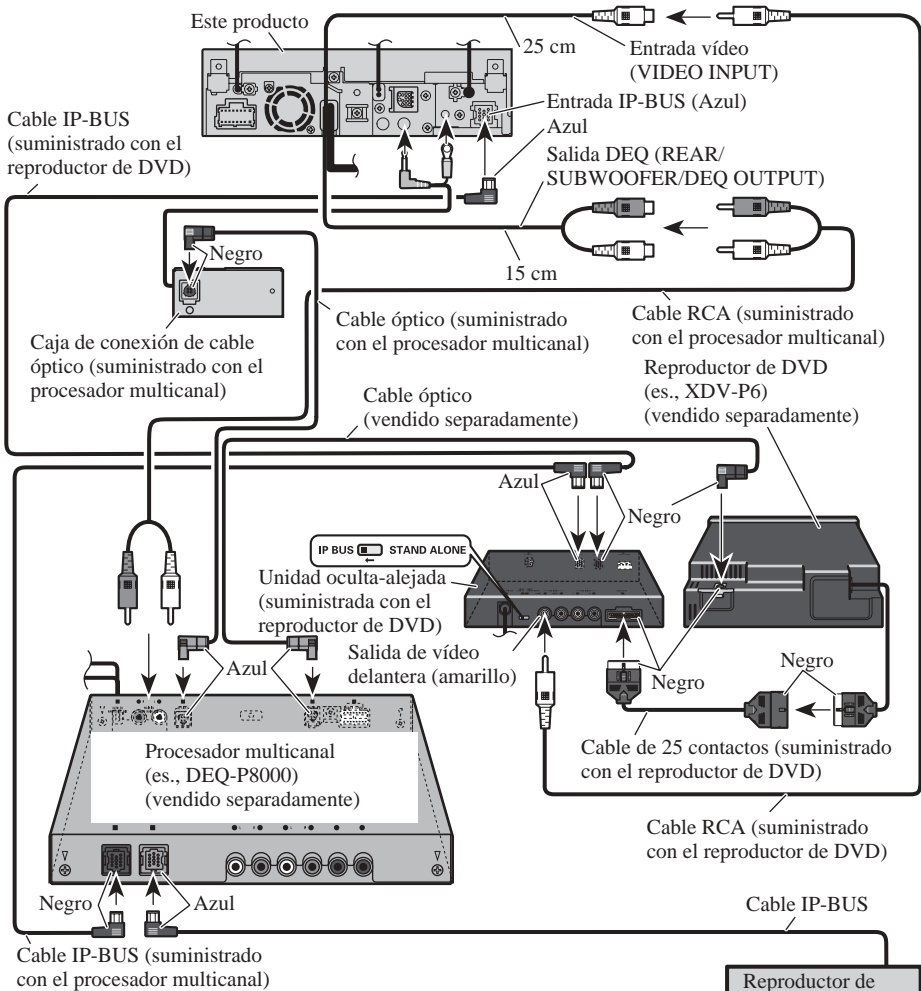 Este producto
25 cm
Entrada vídeo
(VIDEO INPUT)
Entrada IP-BUS (Azul)
Azul
Cable IP-BUS
(suministrado con el
reproductor de DVD)
Salida DEQ (REAR/
SUBWOOFER/DEQ OUTPUT)
Negro
15 cm
Caja de conexión de cable
óptico (suministrado con el
procesador multicanal)
Cable óptico (suministrado
con el procesador multicanal)
Cable RCA (suministrado
con el procesador multicanal)
Reproductor de DVD
(es., XDV-P6)
(vendido separadamente)
Cable óptico
(vendido separadamente)
Azul
Negro
IP BUS STAND ALONE
←
Unidad oculta-alejada
(suministrada con el
reproductor de DVD)
Salida de vídeo
delantera (amarillo)
Azul
Negro
Negro
Procesador multicanal
(es., DEQ-P8000)
(vendido separadamente)
Cable de 25 contactos (suministrado
con el reproductor de DVD)
Cable RCA (suministrado
con el reproductor de DVD)
Negro
Azul
Cable IP-BUS
Cable IP-BUS (suministrado
con el procesador multicanal)
Reproductor de